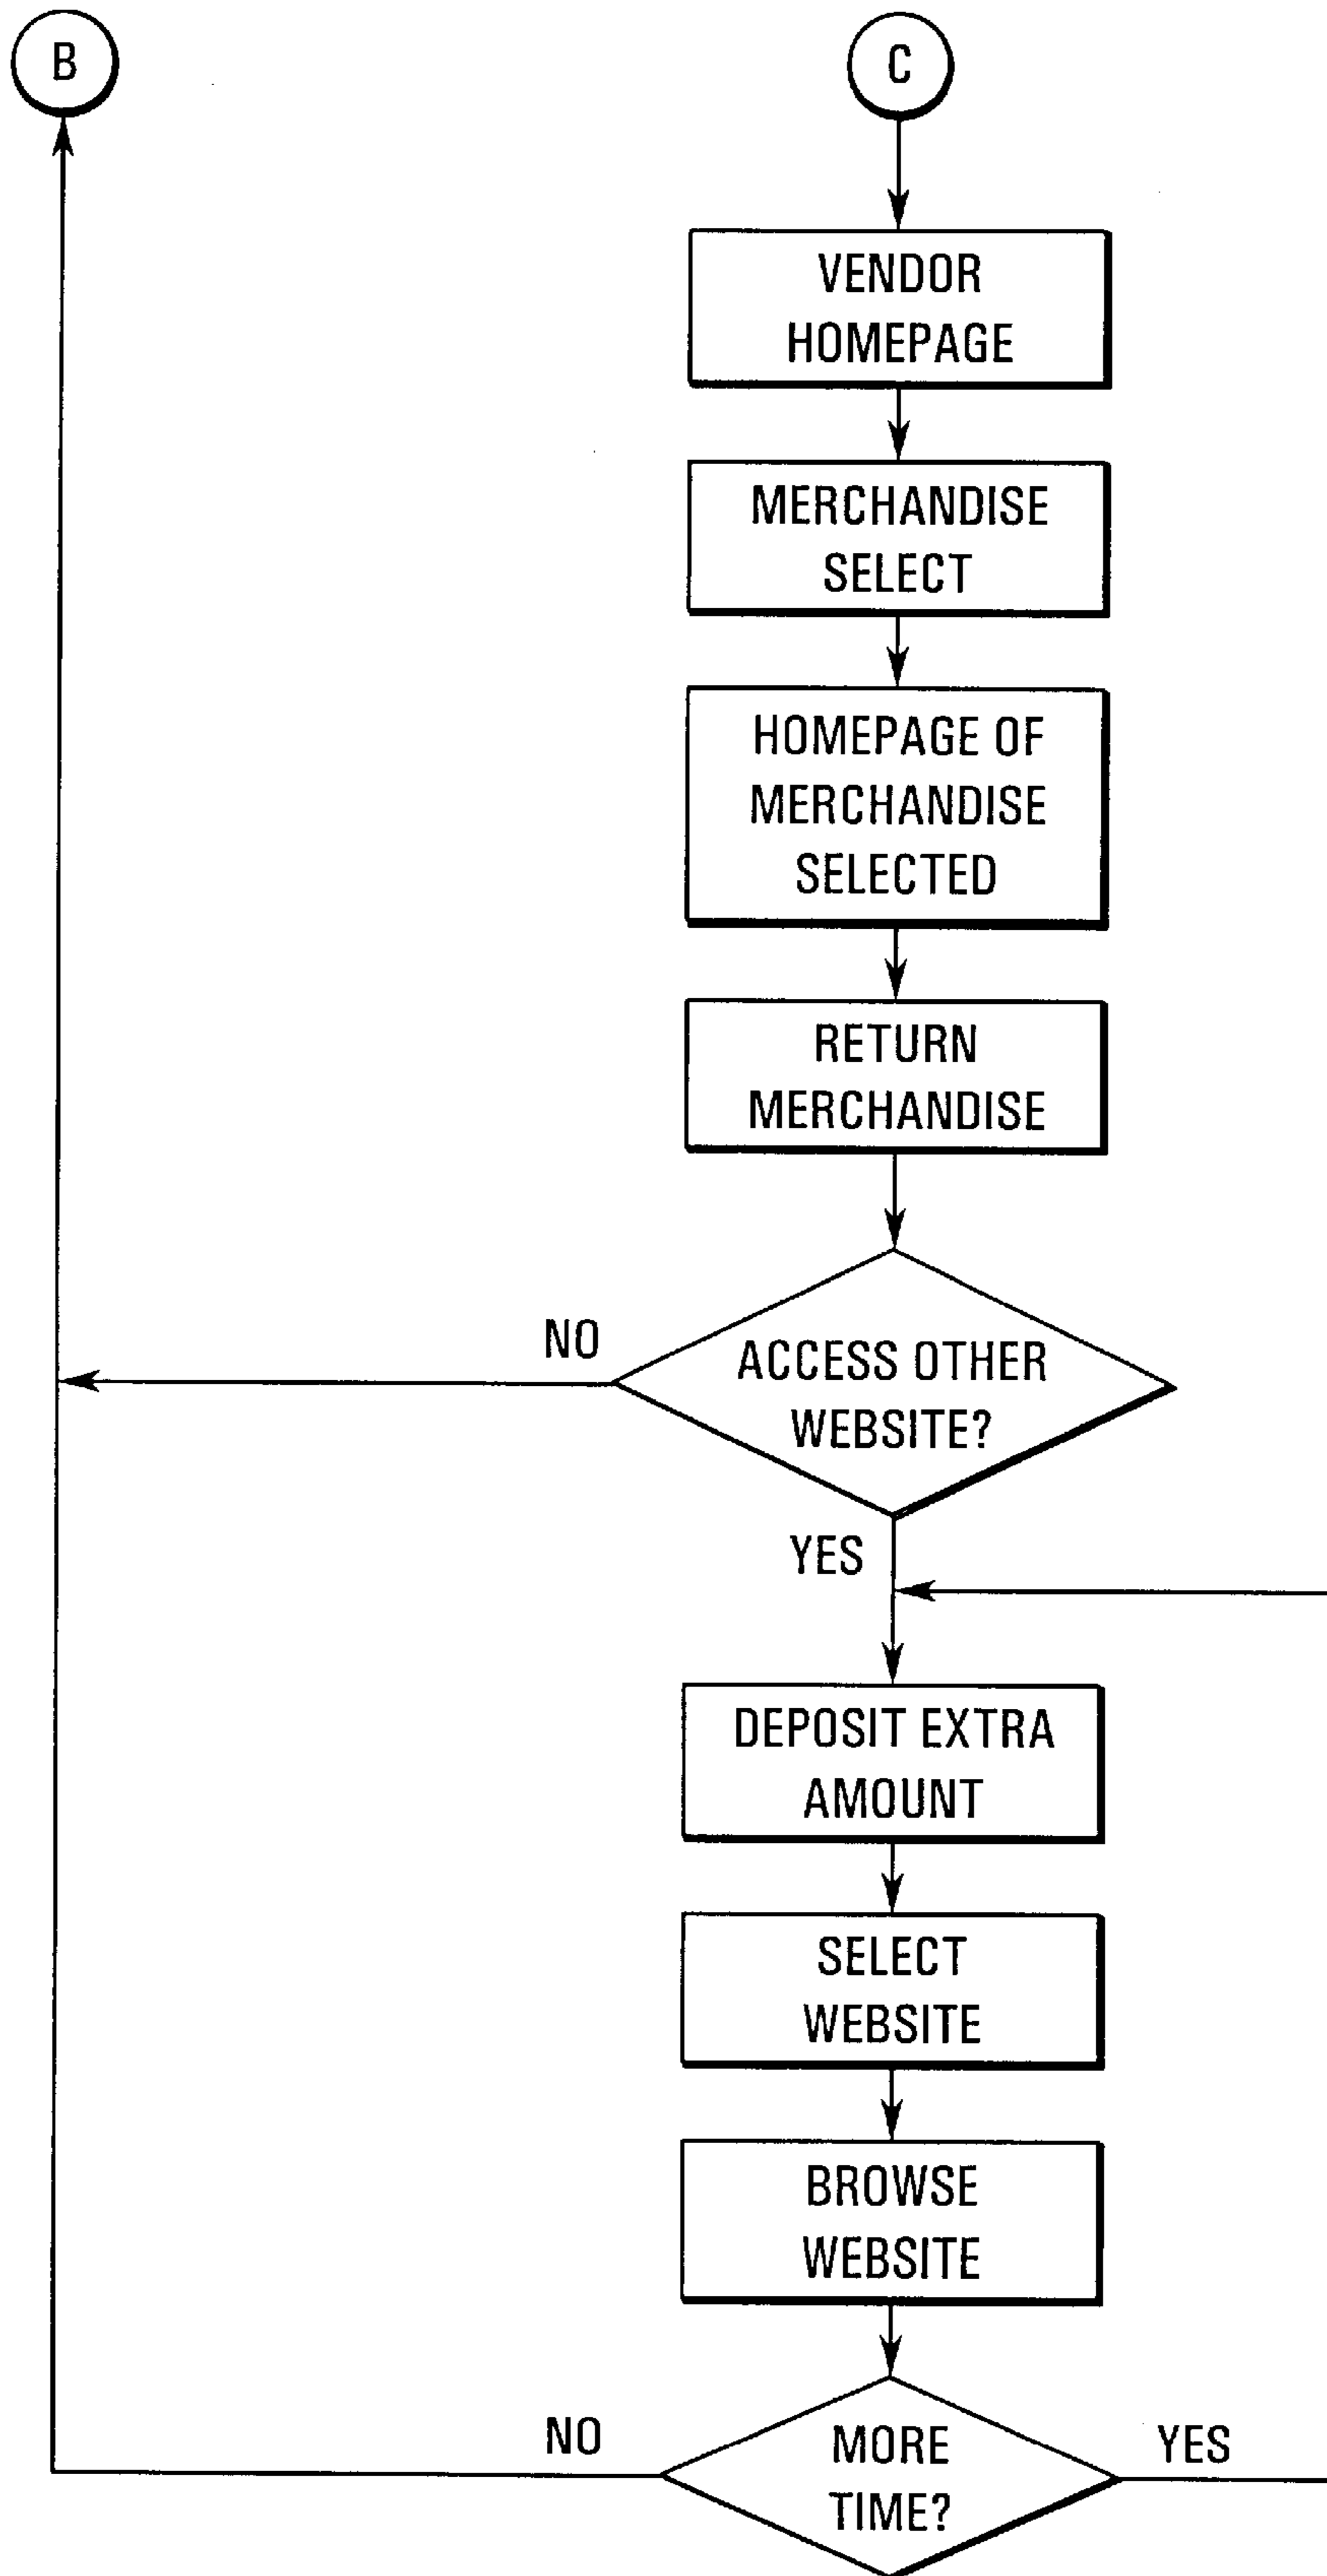 B
C
VENDOR
HOMEPAGE
MERCHANDISE
SELECT
HOMEPAGE OF
MERCHANDISE
SELECTED
RETURN
MERCHANDISE
NO
ACCESS OTHER
WEBSITE?
YES
DEPOSIT EXTRA
AMOUNT
SELECT
WEBSITE
BROWSE
WEBSITE
NO
MORE
TIME?
YES